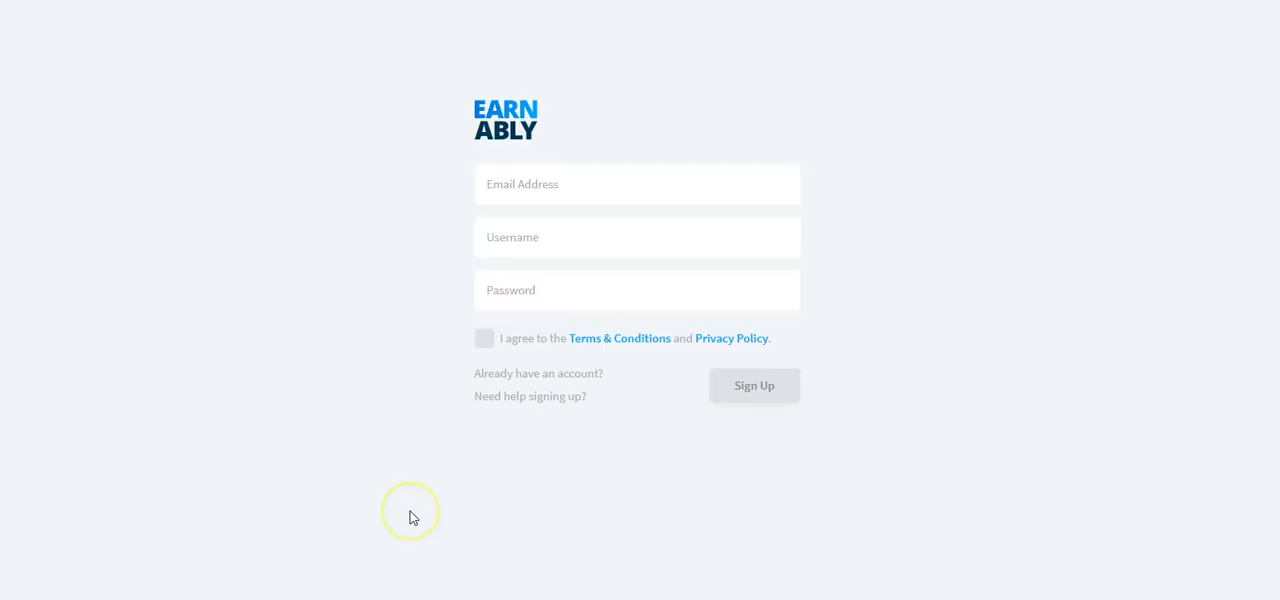 EARN
ABLY
Email Address
Username
Password
I agree to the Terms & Conditions and Privacy Policy.
Already have an account?
Need help signing up?
Sign Up